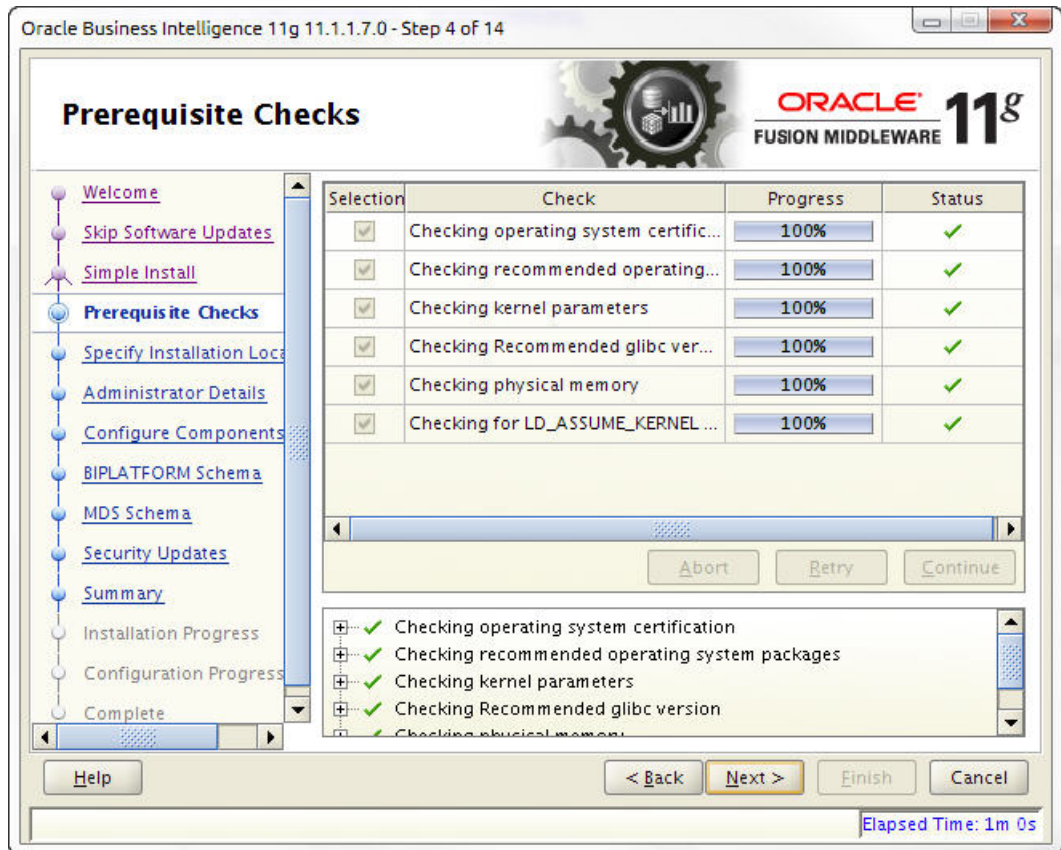 Oracle Business Intelligence 11g 11.1.1.7.0 - Step 4 of 14
Prerequisite Checks
ORACLE
FUSION MIDDLEWARE
11g
Welcome
Skip Software Updates
Simple Install
Prerequisite Checks
Specify Installation Loca
Administrator Details
Configure Components
BIPLATFORM Schema
MDS Schema
Security Updates
Summary
Installation Progress
Configuration Progress
Complete
Selection Check Progress Status
Checking operating system certific... 100%
Checking recommended operating... 100%
Checking kernel parameters 100%
Checking Recommended glibc ver... 100%
Checking physical memory 100%
Checking for LD_ASSUME_KERNEL ... 100%
Abort Retry Continue
Checking operating system certification
Checking recommended operating system packages
Checking kernel parameters
Checking Recommended glibc version
Checking physical memory
Help < Back Next > Finish Cancel
Elapsed Time: 1m 0s